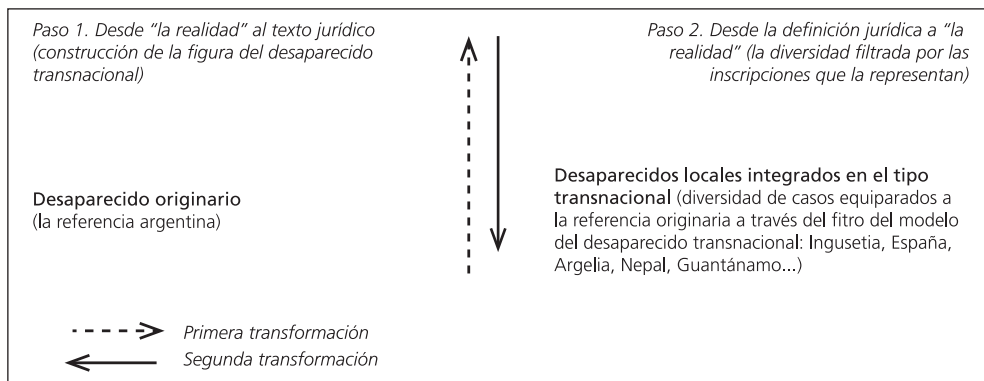 Paso 1. Desde “la realidad” al texto jurídico
(construcción de la figura del desaparecido
transnacional)
Paso 2. Desde la definición jurídica a “la
realidad” (la diversidad filtrada por las
inscripciones que la representan)
Desaparecido originario
(la referencia argentina)
Desaparecidos locales integrados en el tipo
transnacional (diversidad de casos equiparados a
la referencia originaria a través del fitro del modelo
del desaparecido transnacional: Ingusetia, España,
Argelia, Nepal, Guantánamo...)
Primera transformación
Segunda transformación